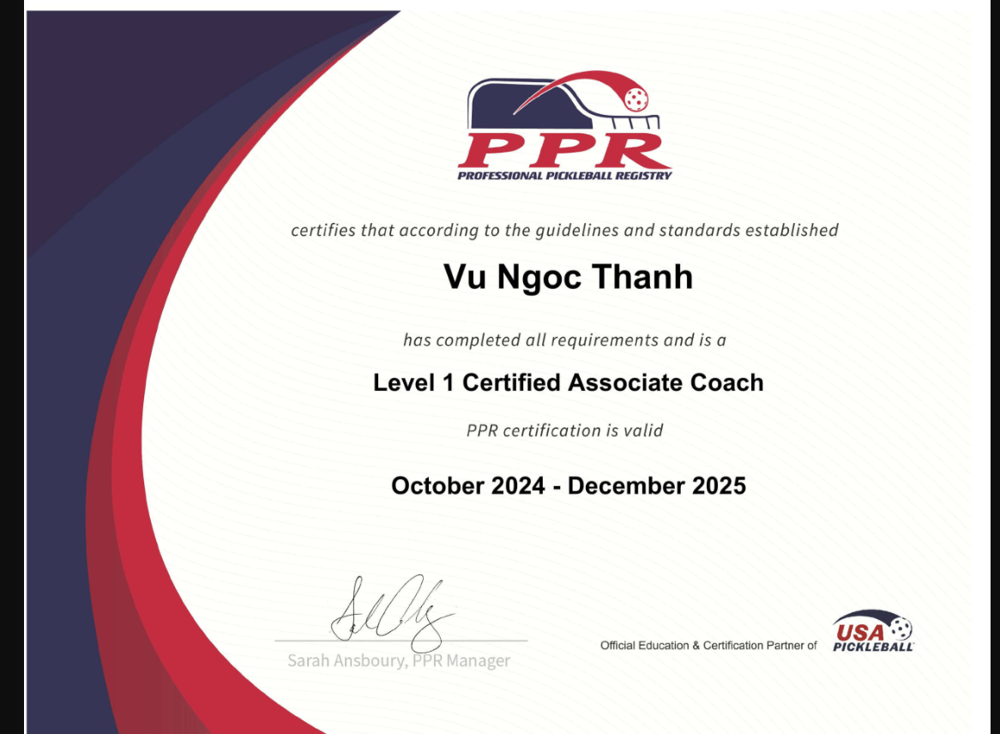 PPR
PROFESSIONAL PICKLEBALL REGISTRY
certifies that according to the guidelines and standards established
Vu Ngoc Thanh
has completed all requirements and is a
Level 1 Certified Associate Coach
PPR certification is valid
October 2024 - December 2025
Sarah Ansboury, PPR Manager
Official Education & Certification Partner of
USA
PICKLEBALL